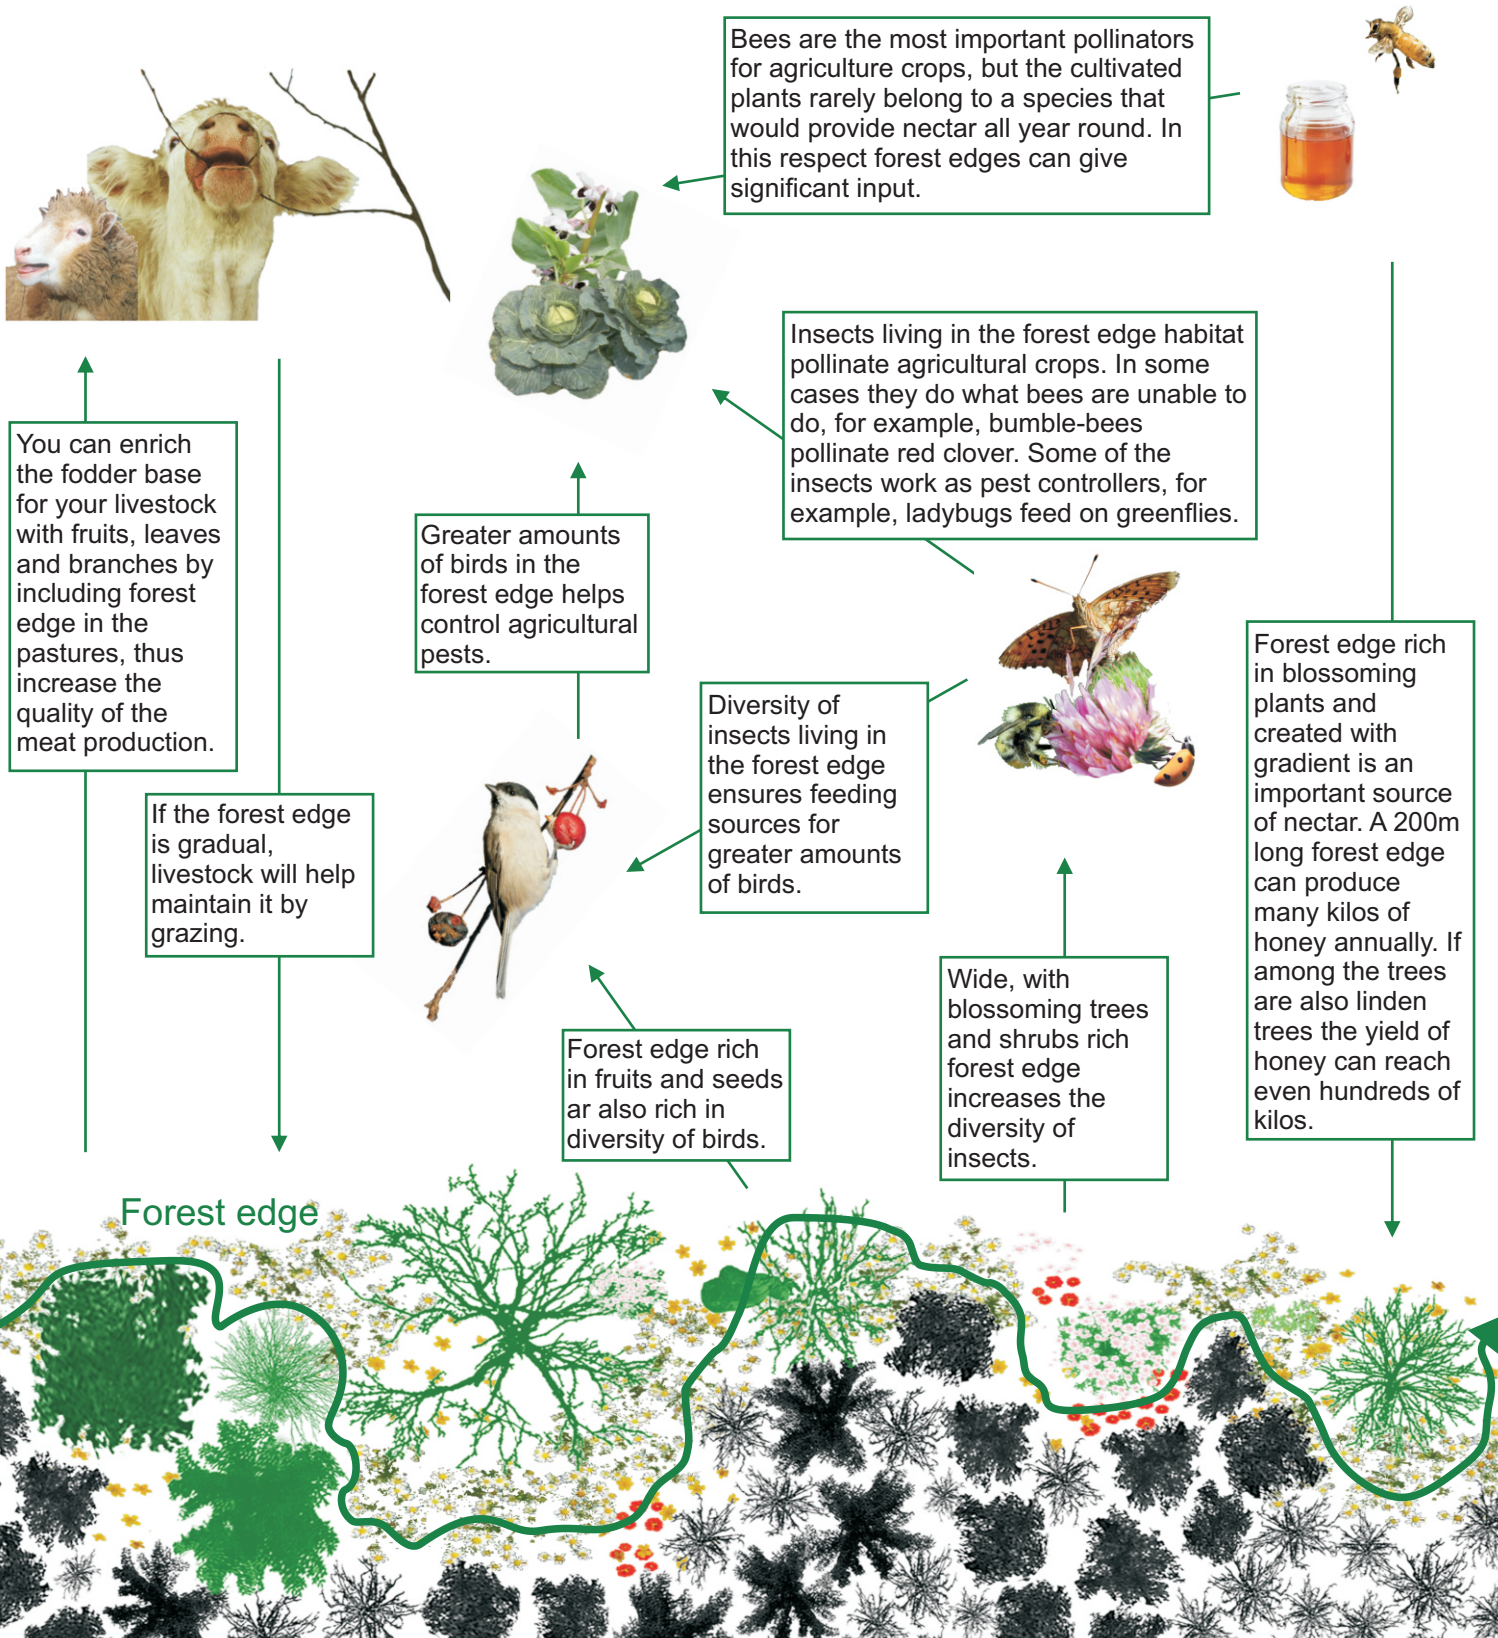 Bees are the most important pollinators
for agriculture crops, but the cultivated
plants rarely belong to a species that
would provide nectar all year round. In
this respect forest edges can give
significant input.
Insects living in the forest edge habitat
pollinate agricultural crops. In some
cases they do what bees are unable to
do, for example, bumble-bees
pollinate red clover. Some of the
insects work as pest controllers, for
example, ladybugs feed on greenflies.
You can enrich
the fodder base
for your livestock
with fruits, leaves
and branches by
including forest
edge in the
pastures, thus
increase the
quality of the
meat production.
Greater amounts
of birds in the
forest edge helps
control agricultural
pests.
Forest edge rich
in blossoming
plants and
created with
gradient is an
important source
of nectar. A 200m
long forest edge
can produce
many kilos of
honey annually. If
among the trees
are also linden
trees the yield of
honey can reach
even hundreds of
kilos.
Diversity of
insects living in
the forest edge
ensures feeding
sources for
greater amounts
of birds.
If the forest edge
is gradual,
livestock will help
maintain it by
grazing.
Wide, with
blossoming trees
and shrubs rich
forest edge
increases the
diversity of
insects.
Forest edge rich
in fruits and seeds
ar also rich in
diversity of birds.
Forest edge